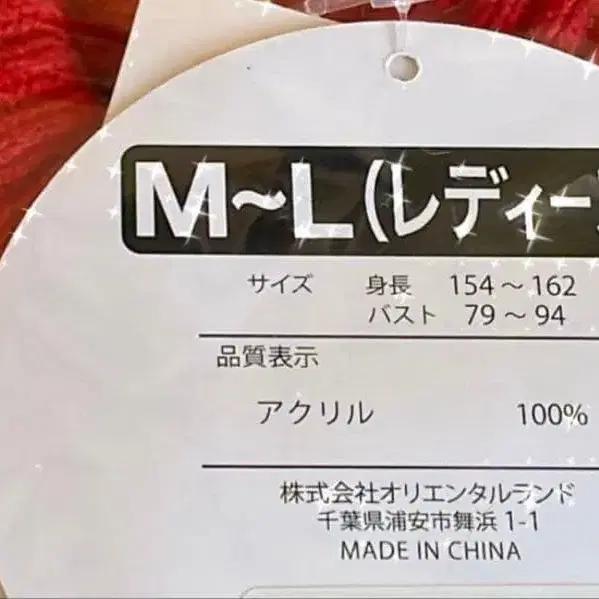 M～L(レディー
サイズ 身長 154～162
バスト 79～94
品質表示
アクリル 100%
株式会社オリエンタルランド
千葉県浦安市舞浜 1-1
MADE IN CHINA